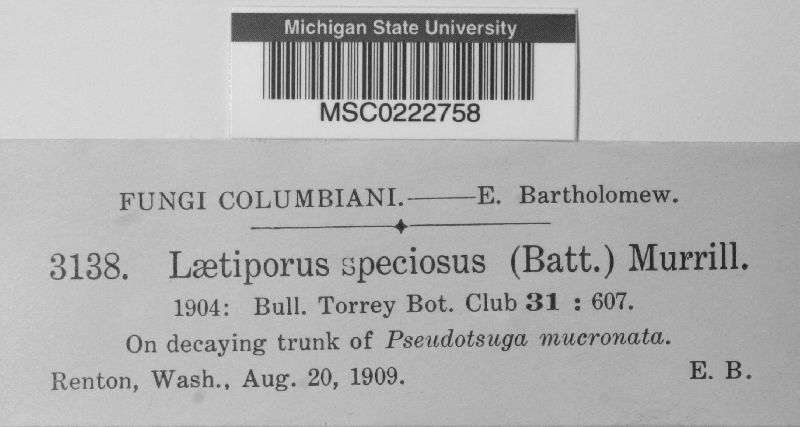 Michigan State University
MSC0222758
FUNGI COLUMBIANI.——E. Bartholomew.
3138. Lætiporus speciosus (Batt.) Murrill.
1904: Bull. Torrey Bot. Club 31 : 607.
On decaying trunk of Pseudotsuga mucronata.
Renton, Wash., Aug. 20, 1909. E. B.